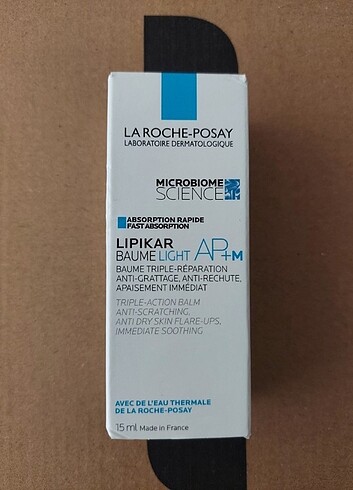 LA ROCHE-POSAY
LABORATOIRE DERMATOLOGIQUE
MICROBIOME
SCIENCE
ABSORPTION RAPIDE
FAST ABSORPTION
LIPIKAR
BAUME LIGHT AP+M
BAUME TRIPLE-RÉPARATION
ANTI-GRATTAGE, ANTI-RECHUTE,
APAISEMENT IMMÉDIAT
TRIPLE-ACTION BALM
ANTI-SCRATCHING,
ANTI DRY SKIN FLARE-UPS,
IMMEDIATE SOOTHING
AVEC DE L'EAU THERMALE
DE LA ROCHE-POSAY
15 ml Made in France